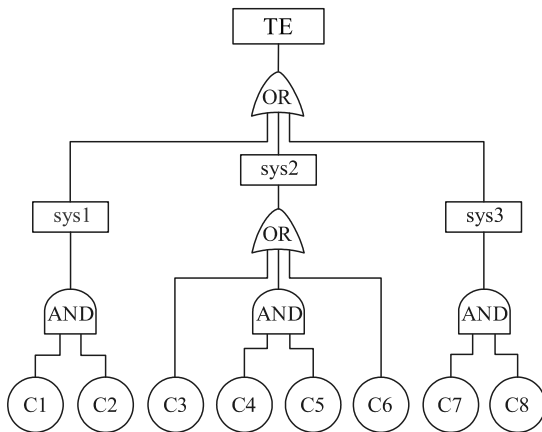 TE
OR
sys2
sys1
sys3
OR
AND
AND
AND
C1 C2 C3 C4 C5 C6 C7 C8